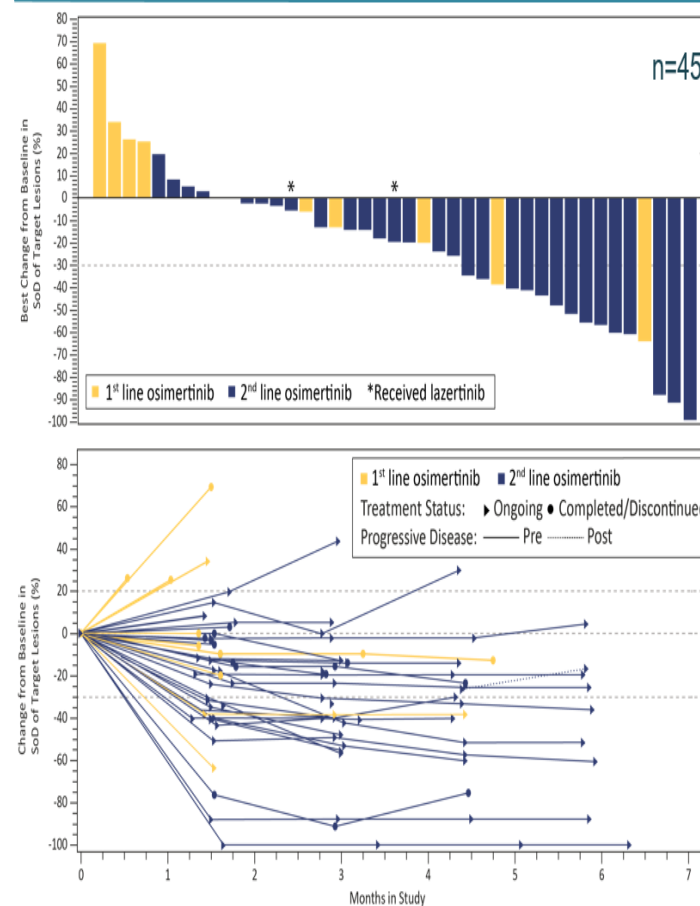 80
70
60
50
40
30
20
10
0
-10
-20
-30
-40
-50
-60
-70
-80
-90
-100
Best Change from Baseline in
SoD of Target Lesions (%)
n=45
* *
1st line osimertinib 2nd line osimertinib *Received lazertinib
80
60
40
20
0
-20
-40
-60
-80
-100
Change from Baseline in
SoD of Target Lesions (%)
1st line osimertinib 2nd line osimertinib
Treatment Status: Ongoing Completed/Discontinue
Progressive Disease: Pre Post
0 1 2 3 4 5 6 7
Months in Study